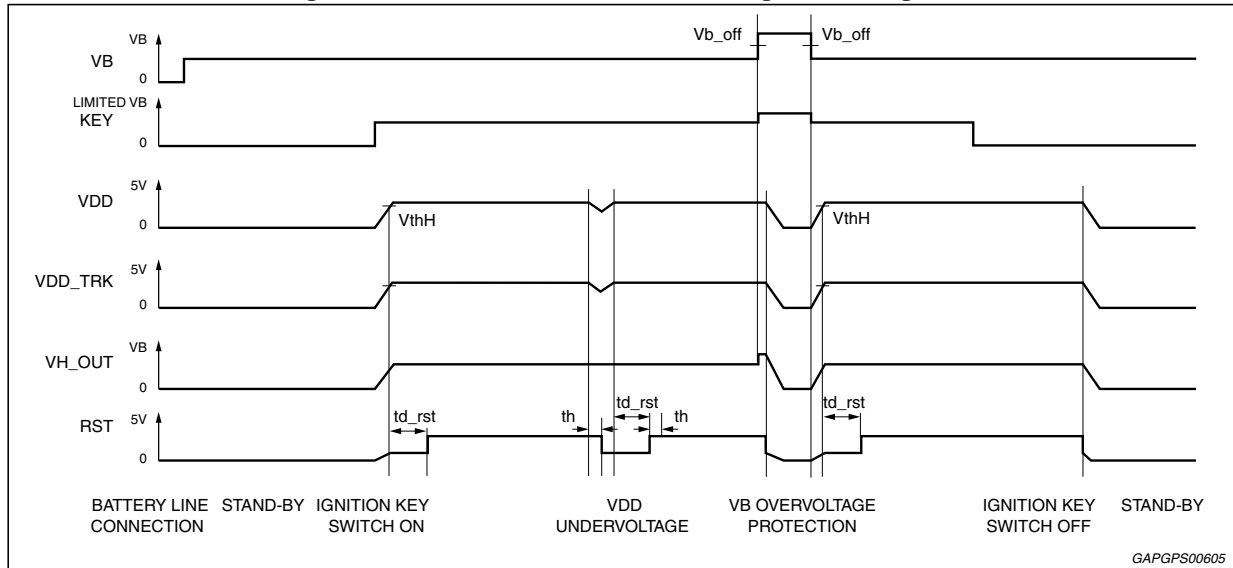 VB
VB
0
Vb_off
Vb_off
LIMITED VB
KEY
0
5V
VDD
0
VthH
VthH
5V
VDD_TRK
0
VB
VH_OUT
0
RST
5V
0
td_rst
th
td_rst
th
td_rst
BATTERY LINE CONNECTION
STAND-BY
IGNITION KEY SWITCH ON
VDD UNDERVOLTAGE
VB OVERVOLTAGE PROTECTION
IGNITION KEY SWITCH OFF
STAND-BY
GAPGPS00605